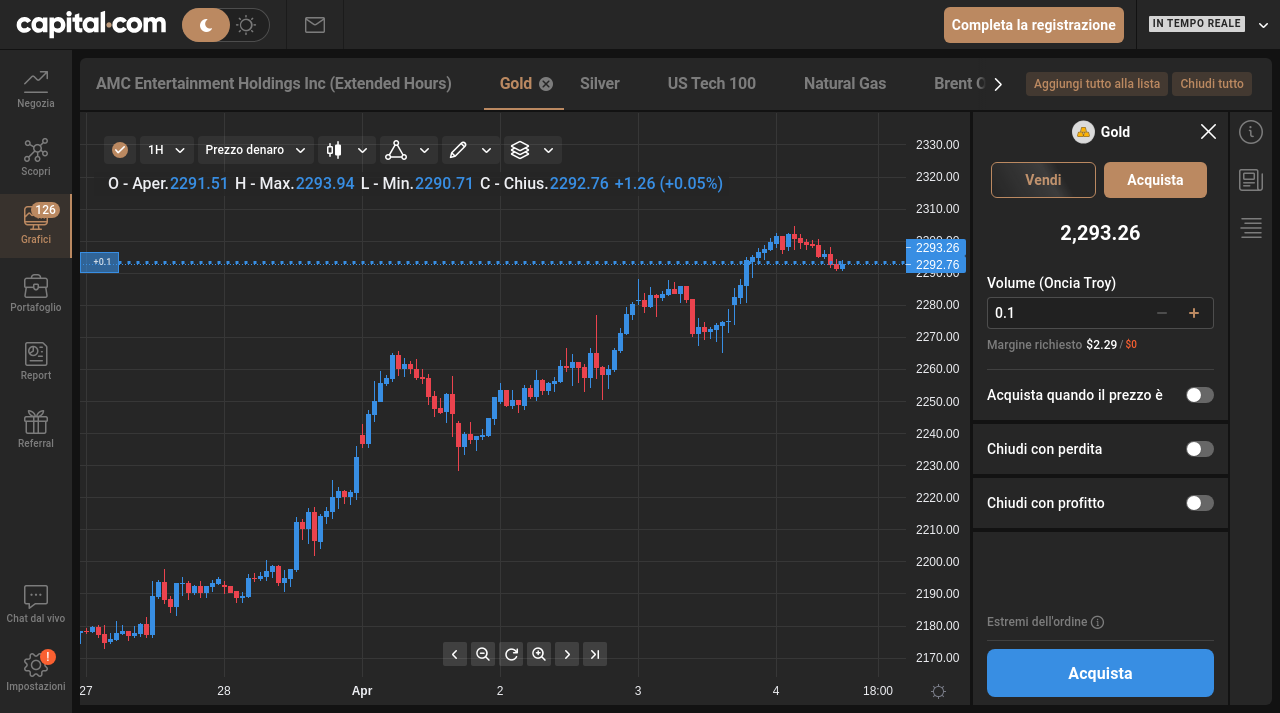 capital.com
Completa la registrazione
IN TEMPO REALE
Negozia
Scopri
126
Grafici
Portafoglio
Report
Referral
Chat dal vivo
!
Impostazioni
AMC Entertainment Holdings Inc (Extended Hours)
Gold
Silver
US Tech 100
Natural Gas
Brent
Aggiungi tutto alla lista
Chiudi tutto
1H
Prezzo denaro
O - Aper.2291.51 H - Max.2293.94 L - Min.2290.71 C - Chius.2292.76 +1.26 (+0.05%)
+0.1
2330.00
2320.00
2310.00
2300.00
2293.26
2292.76
2290.00
2280.00
2270.00
2260.00
2250.00
2240.00
2230.00
2220.00
2210.00
2200.00
2190.00
2180.00
2170.00
27
28
Apr
2
3
4
18:00
Gold
Vendi
Acquista
2,293.26
Volume (Oncia Troy)
0.1
Margine richiesto $2.29 / $0
Acquista quando il prezzo è
Chiudi con perdita
Chiudi con profitto
Estremi dell'ordine
Acquista